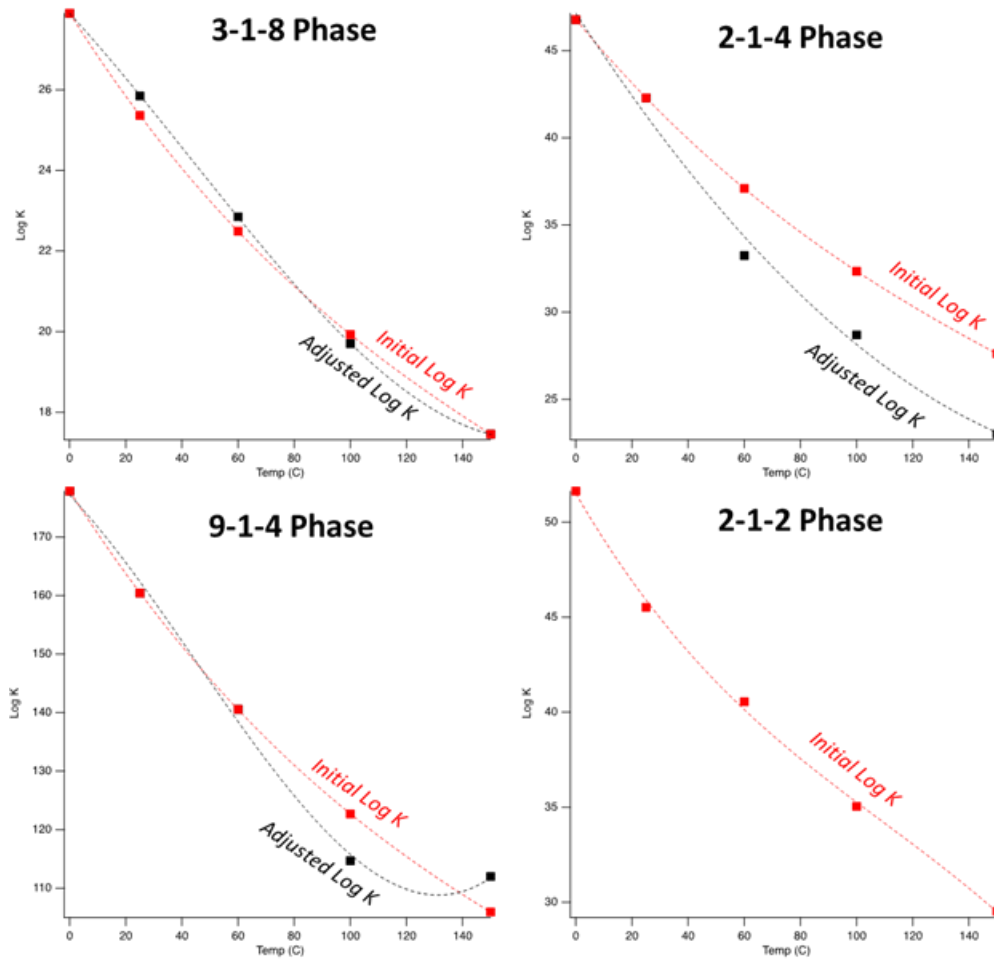 3-1-8 Phase
26
24
22
20
18
Log K
Initial Log K
Adjusted Log K
0 20 40 60 80 100 120 140
Temp (C)
2-1-4 Phase
45
40
35
30
25
Log K
Initial Log K
Adjusted Log K
0 20 40 60 80 100 120 140
Temp (C)
9-1-4 Phase
170
160
150
140
130
120
110
Log K
Initial Log K
Adjusted Log K
0 20 40 60 80 100 120 140
Temp (C)
2-1-2 Phase
50
45
40
35
30
Log K
Initial Log K
0 20 40 60 80 100 120 140
Temp (C)